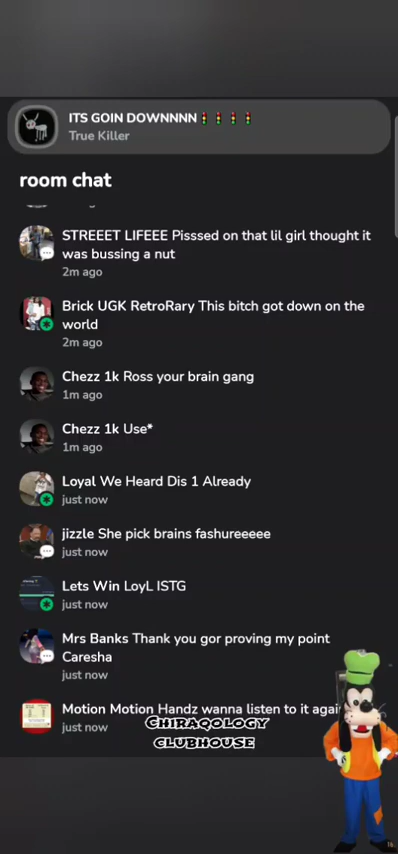 ITS GOIN DOWNNNN🚦🚦🚦🚦
True Killer
room chat
STREEET LIFEEE Pisssed on that lil girl thought it
was bussing a nut
2m ago
Brick UGK RetroRary This bitch got down on the
world
2m ago
Chezz 1k Ross your brain gang
1m ago
Chezz 1k Use*
1m ago
Loyal We Heard Dis 1 Already
just now
jizzle She pick brains fashureeeee
just now
Lets Win LoyL ISTG
just now
Mrs Banks Thank you gor proving my point
Caresha
just now
Motion Motion Handz wanna listen to it again
just now
CHIRAQOLOGY
CLUBHOUSE
16